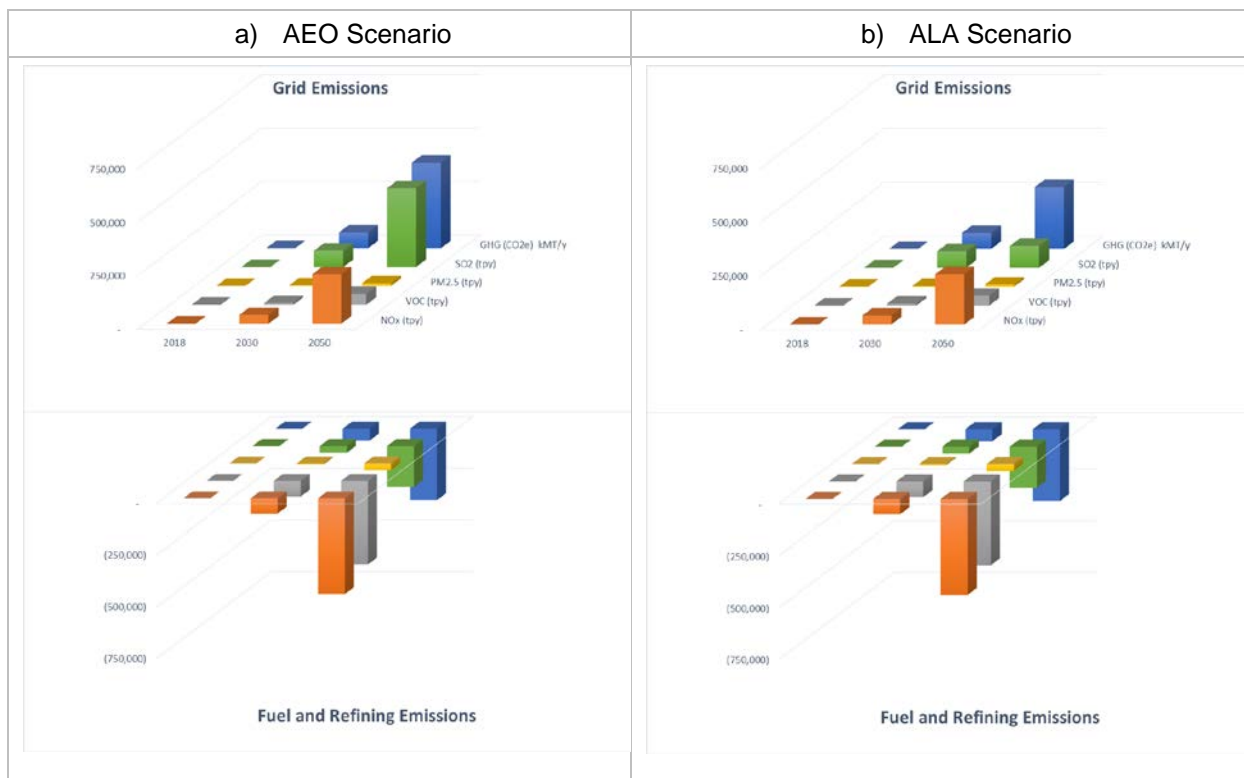 a) AEO Scenario
b) ALA Scenario
Grid Emissions
750,000
500,000
250,000
-
GHG (CO2e) kMT/y
SO2 (tpy)
PM2.5 (tpy)
VOC (tpy)
NOx (tpy)
2018 2030 2050
Grid Emissions
750,000
500,000
250,000
-
GHG (CO2e) kMT/y
SO2 (tpy)
PM2.5 (tpy)
VOC (tpy)
NOx (tpy)
2018 2030 2050
-
(250,000)
(500,000)
(750,000)
Fuel and Refining Emissions
-
(250,000)
(500,000)
(750,000)
Fuel and Refining Emissions